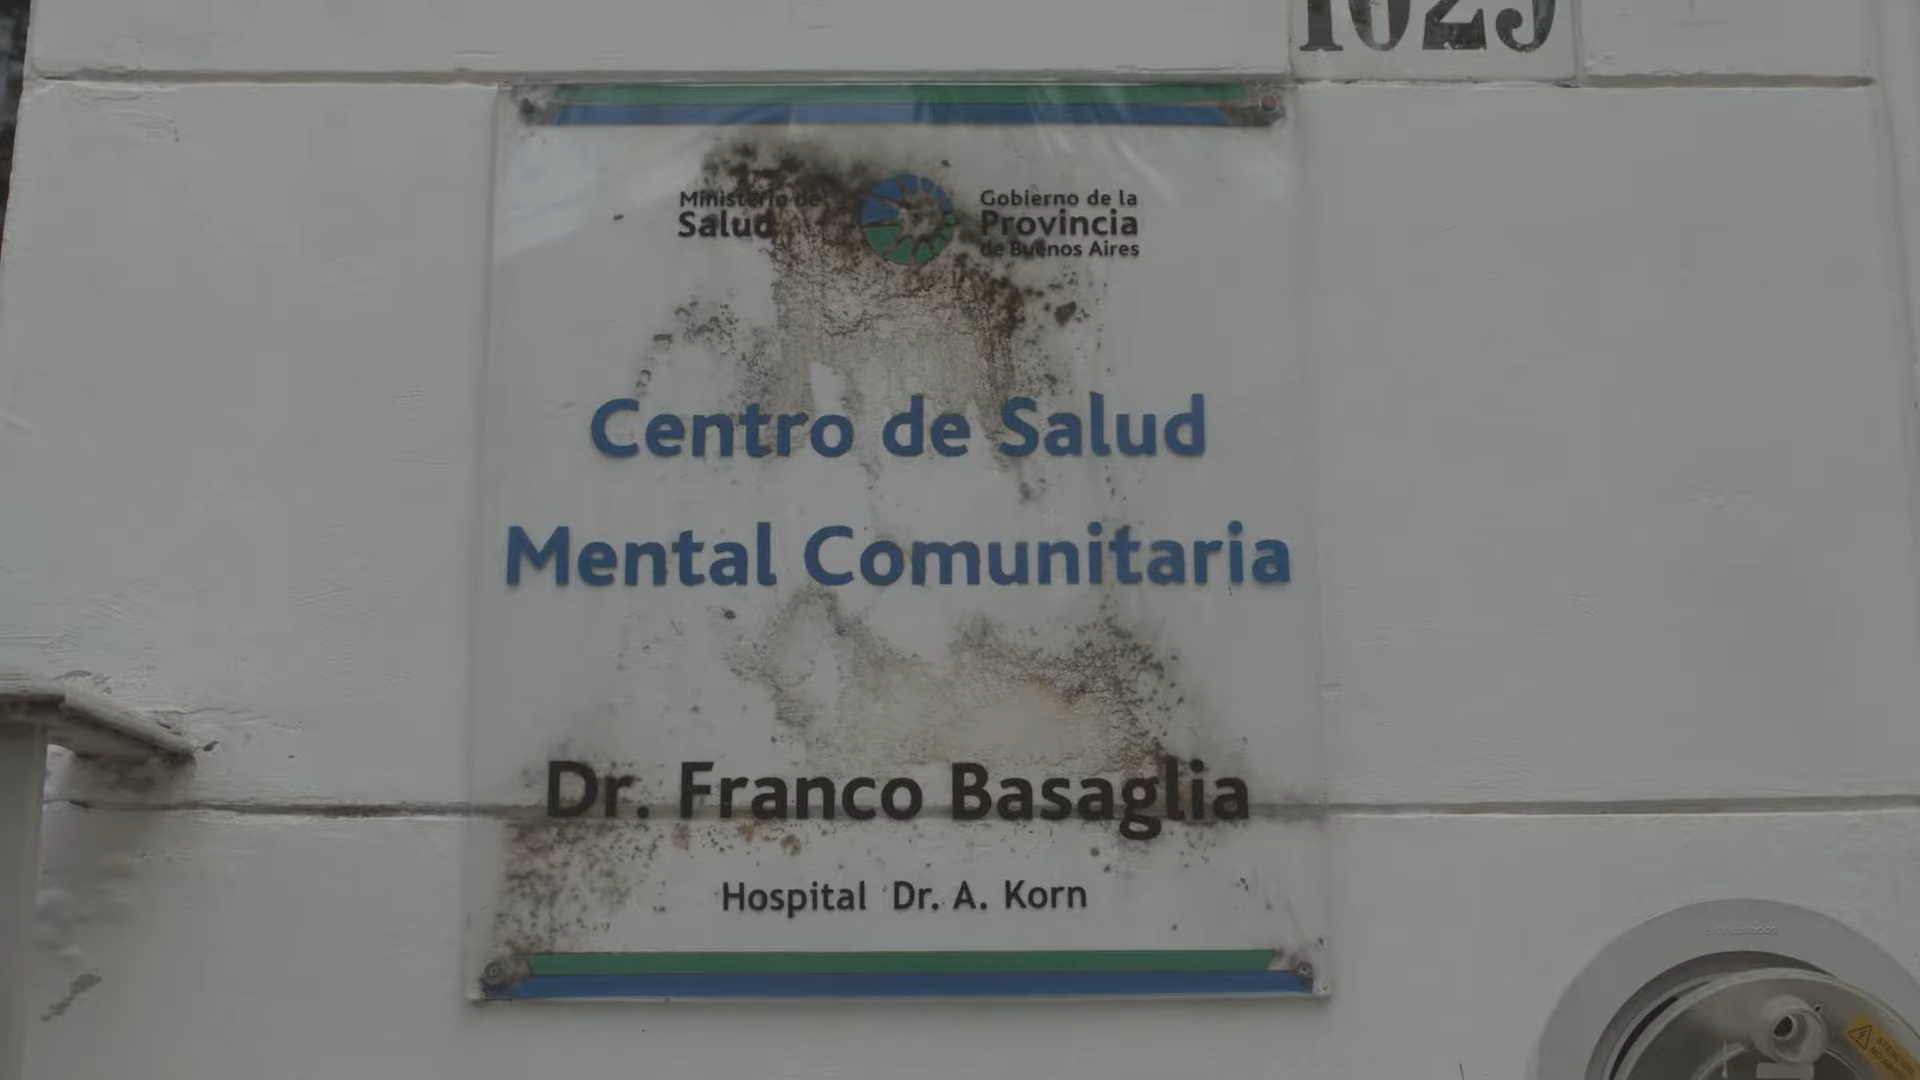 1025
Ministerio de
Salud
Gobierno de la
Provincia
de Buenos Aires
Centro de Salud
Mental Comunitaria
Dr. Franco Basaglia
Hospital Dr. A. Korn